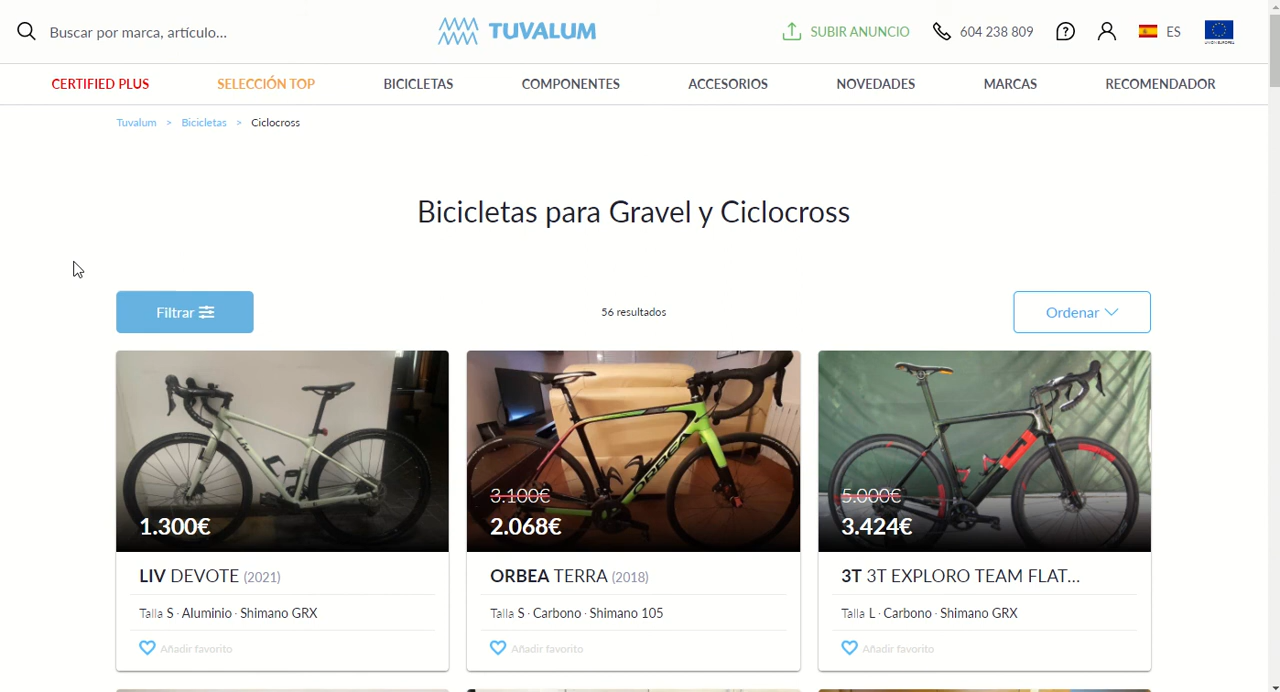 Buscar por marca, artículo...
TUVALUM
SUBIR ANUNCIO
604 238 809
ES
CERTIFIED PLUS
SELECCIÓN TOP
BICICLETAS
COMPONENTES
ACCESORIOS
NOVEDADES
MARCAS
RECOMENDADOR
Tuvalum > Bicicletas > Ciclocross
Bicicletas para Gravel y Ciclocross
Filtrar
56 resultados
Ordenar
1.300€
LIV DEVOTE (2021)
Talla S · Aluminio · Shimano GRX
Añadir favorito
ORBEA
3.100€
2.068€
ORBEA TERRA (2018)
Talla S · Carbono · Shimano 105
Añadir favorito
5.000€
3.424€
3T 3T EXPLORO TEAM FLAT...
Talla L · Carbono · Shimano GRX
Añadir favorito